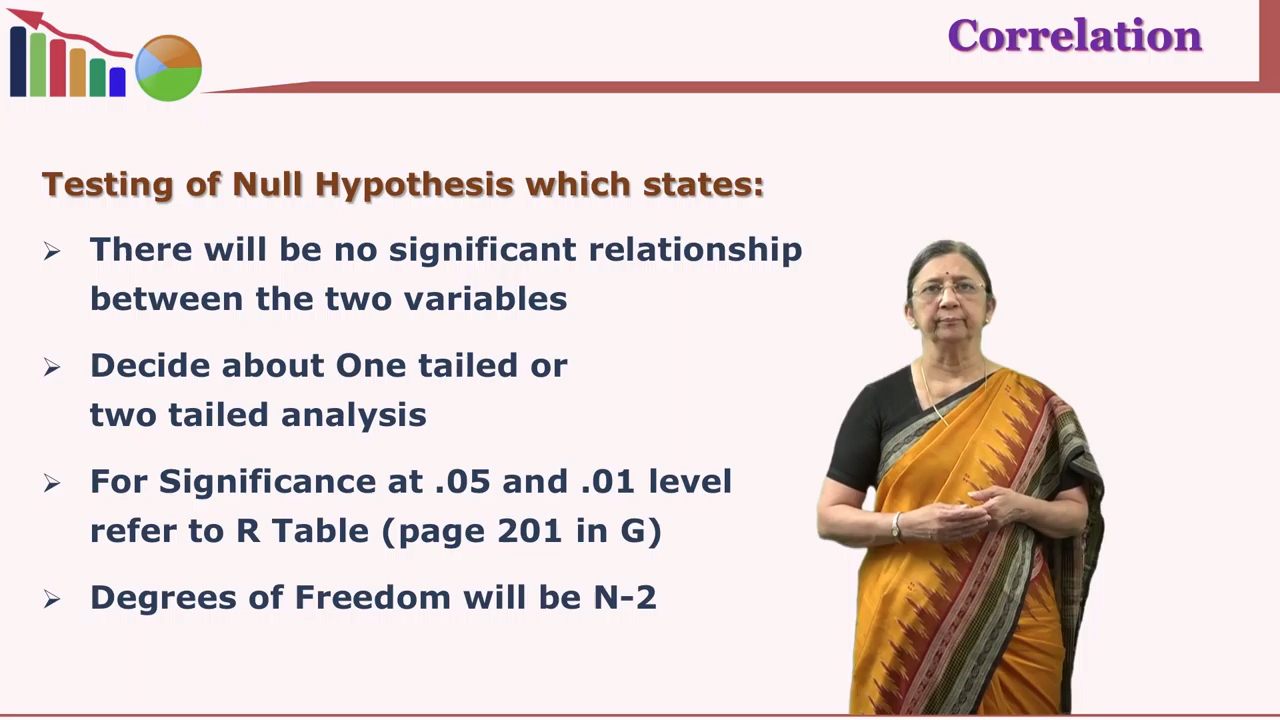 Correlation
Testing of Null Hypothesis which states:
There will be no significant relationship
between the two variables
Decide about One tailed or
two tailed analysis
For Significance at .05 and .01 level
refer to R Table (page 201 in G)
Degrees of Freedom will be N-2